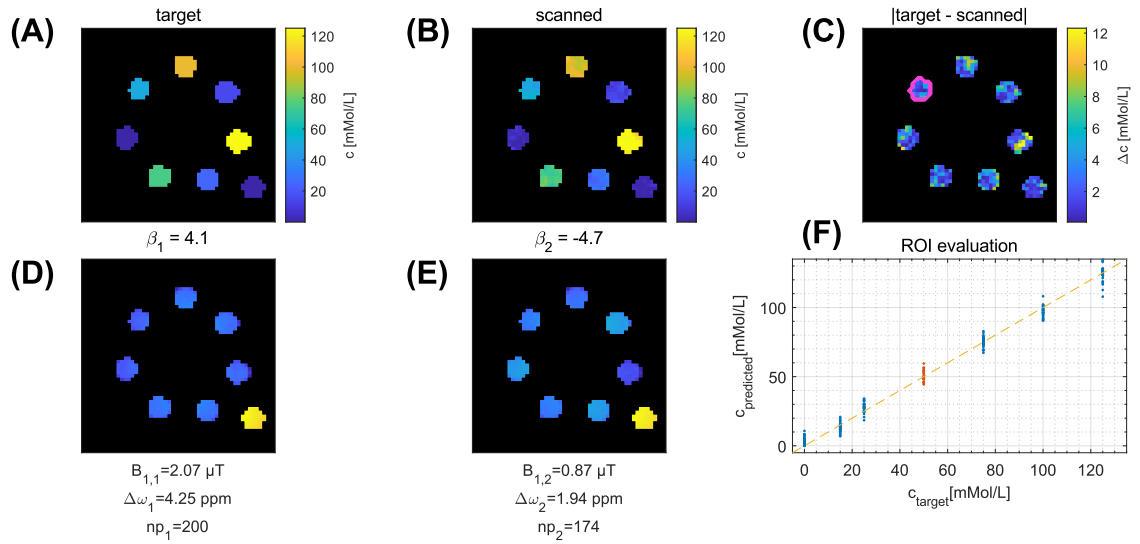 (A)
target
120
100
80
60
40
20
c [mMol/L]
(B)
scanned
120
100
80
60
40
20
c [mMol/L]
(C)
|target - scanned|
12
10
8
6
4
2
Δc [mMol/L]
β1 = 4.1
β2 = -4.7
(D)
B1,1=2.07 µT
Δω1=4.25 ppm
np1=200
(E)
B1,2=0.87 µT
Δω2=1.94 ppm
np2=174
(F)
ROI evaluation
100
50
0
cpredicted[mMol/L]
0 20 40 60 80 100 120
ctarget[mMol/L]